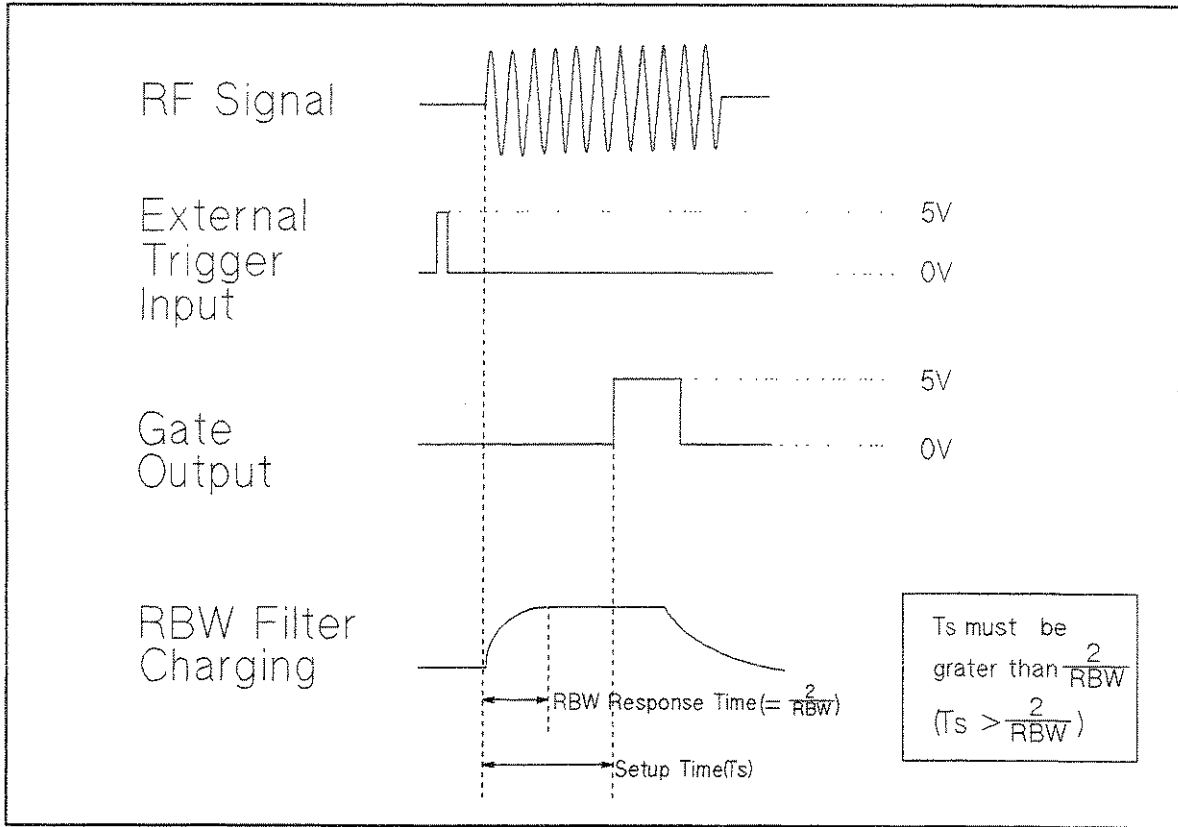 RF Signal
External
Trigger
Input
5V
0V
Gate
Output
5V
0V
RBW Filter
Charging
RBW Response Time(= 2/RBW)
Setup Time(Ts)
Ts must be
grater than 2/RBW
(Ts > 2/RBW)